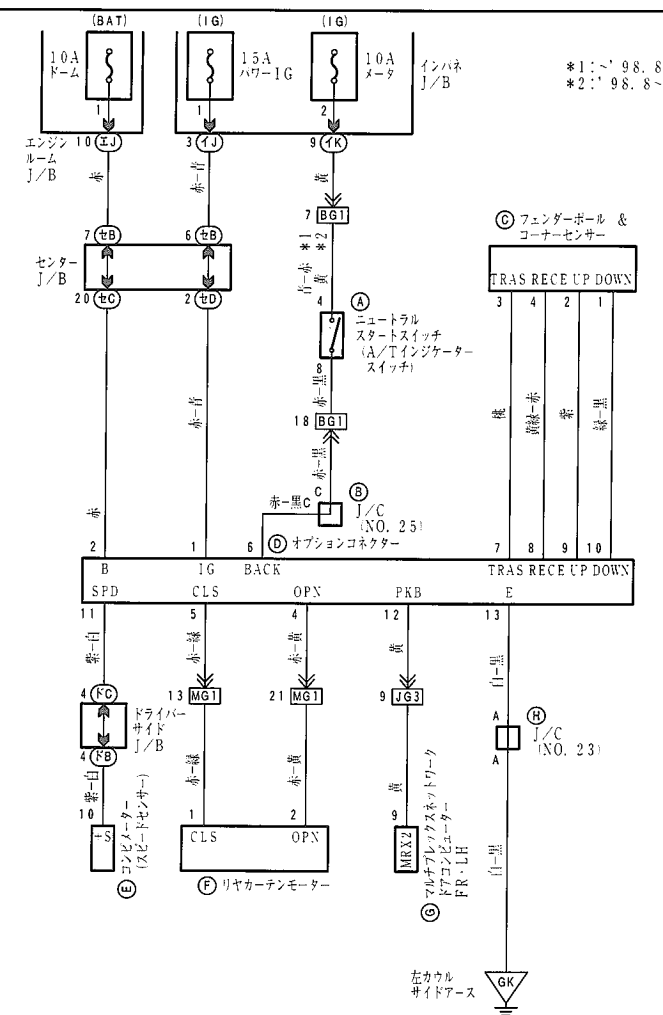 (BAT)
(IG)
(IG)
10A
ドーム
15A
パワーIG
10A
メータ
インパネ
J/B
*1:~'98.8
*2:'98.8~
1
1
2
10 エJ
3 イJ
9 イK
エンジン
ルーム
J/B
赤
赤-青
黄
7 BG1
7 セB
6 セB
センター
J/B
20 セC
2 セD
*1 *2
青-赤
黄
4
Ⓐ
ニュートラル
スタートスイッチ
(A/Tインジケーター
スイッチ)
8
赤-黒
18 BG1
赤-黒
Ⓒ フェンダーポール &
コーナーセンサー
TRAS RECE UP DOWN
3 4 2 1
桃
黄緑-赤
紫
緑-黒
赤-青
赤
赤-黒
C
C
Ⓑ
J/C
(NO. 25)
Ⓓ オプションコネクター
2 1 6 7 8 9 10
B IG BACK TRAS RECE UP DOWN
SPD CLS OPN PKB E
11 5 4 12 13
紫-白
赤-緑
赤-黄
黄
白-黒
4 ドC
13 MG1
21 MG1
9 JG3
ドライバー
サイド
J/B
4 ドB
A
Ⓗ
J/C
(NO. 23)
A
紫-白
赤-緑
赤-黄
黄
白-黒
10
1
2
9
+S
CLS OPN
MRX2
Ⓔ
コンビメーター
(スピードセンサー)
Ⓕ リヤカーテンモーター
Ⓖ
マルチプレックスネットワーク
ドアコンピューター
FR・LH
左カウル
サイドアース
GK